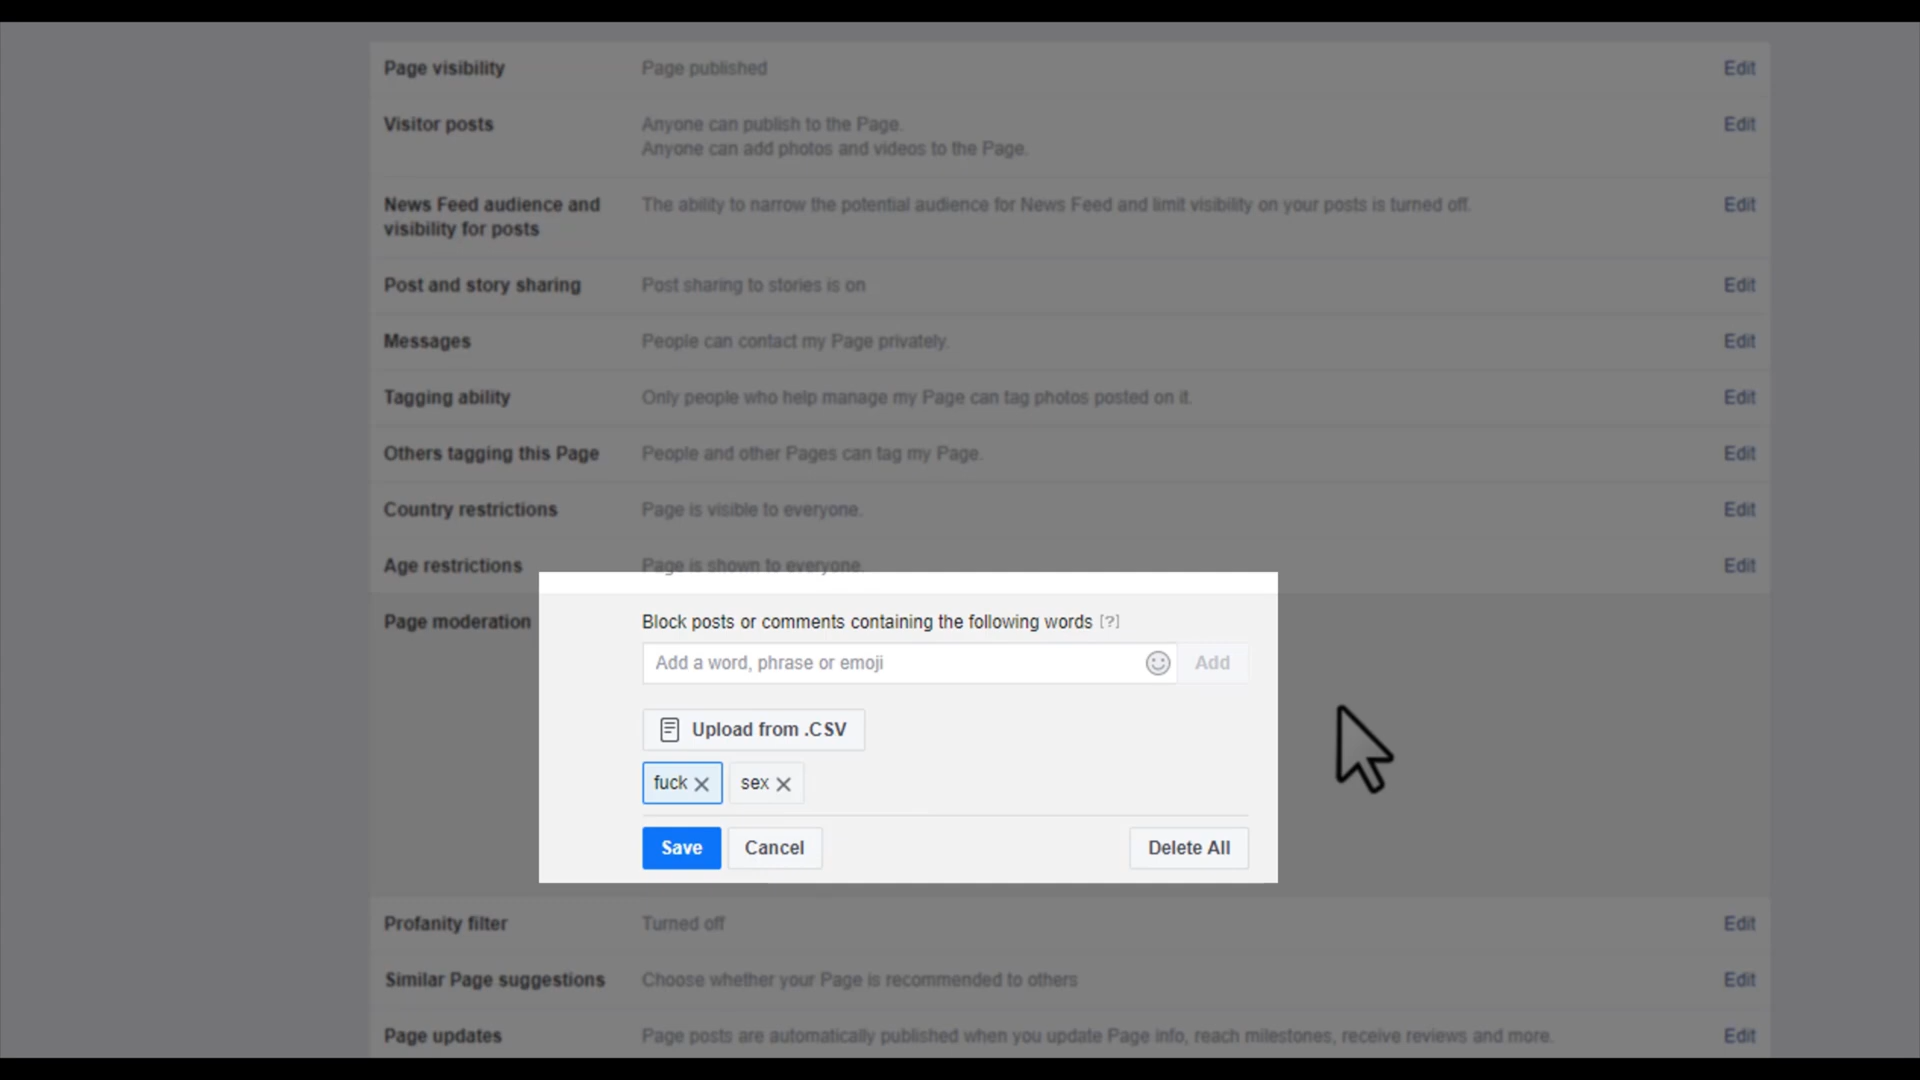 Page visibility Page published Edit
Visitor posts Anyone can publish to the Page. Edit
Anyone can add photos and videos to the Page.
News Feed audience and The ability to narrow the potential audience for News Feed and limit visibility on your posts is turned off. Edit
visibility for posts
Post and story sharing Post sharing to stories is on Edit
Messages People can contact my Page privately. Edit
Tagging ability Only people who help manage my Page can tag photos posted on it. Edit
Others tagging this Page People and other Pages can tag my Page. Edit
Country restrictions Page is visible to everyone. Edit
Age restrictions Page is shown to everyone. Edit
Page moderation Block posts or comments containing the following words [?]
Add a word, phrase or emoji Add
Upload from .CSV
fuck sex
Save Cancel Delete All
Profanity filter Turned off Edit
Similar Page suggestions Choose whether your Page is recommended to others Edit
Page updates Page posts are automatically published when you update Page info, reach milestones, receive reviews and more. Edit